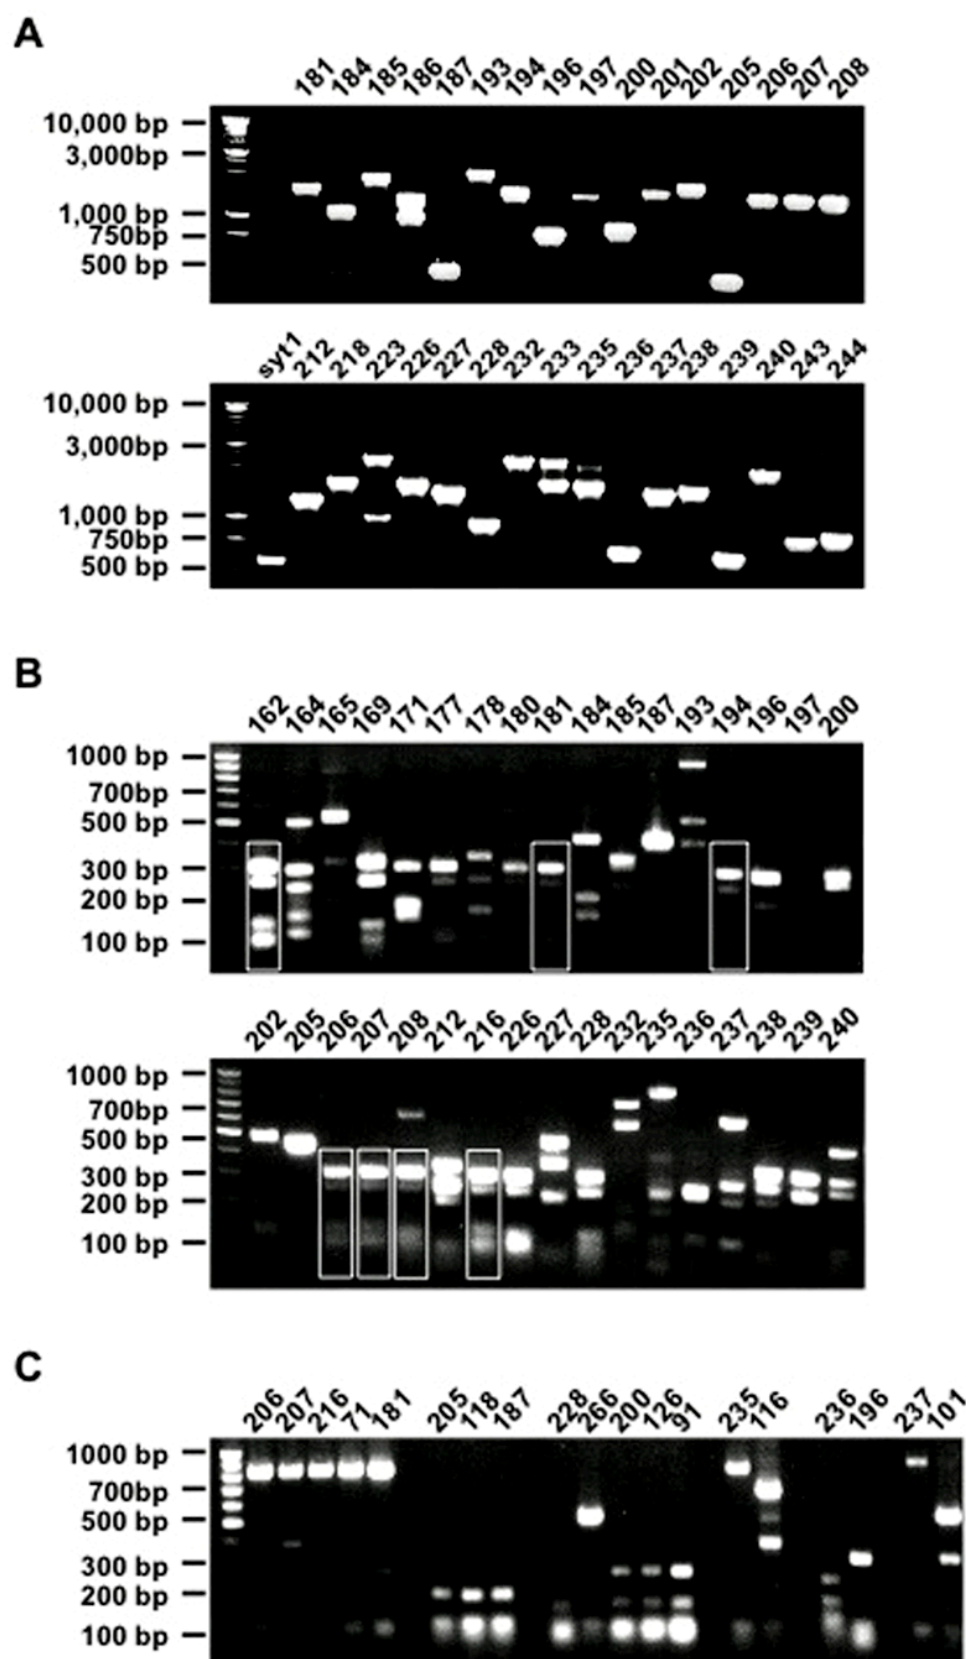 A
181 184 185 186 187 193 194 196 197 200 201 202 205 206 207 208
10,000 bp
3,000bp
1,000 bp
750bp
500 bp
syt1 212 218 223 226 227 228 232 233 235 236 237 238 239 240 243 244
10,000 bp
3,000bp
1,000 bp
750bp
500 bp
B
162 164 165 169 171 177 178 180 181 184 185 187 193 194 196 197 200
1000 bp
700bp
500 bp
300 bp
200 bp
100 bp
202 205 206 207 208 212 216 226 227 228 232 235 236 237 238 239 240
1000 bp
700bp
500 bp
300 bp
200 bp
100 bp
C
206 207 216 71 181 205 118 187 228 266 200 126 91 235 116 236 196 237 101
1000 bp
700bp
500 bp
300 bp
200 bp
100 bp